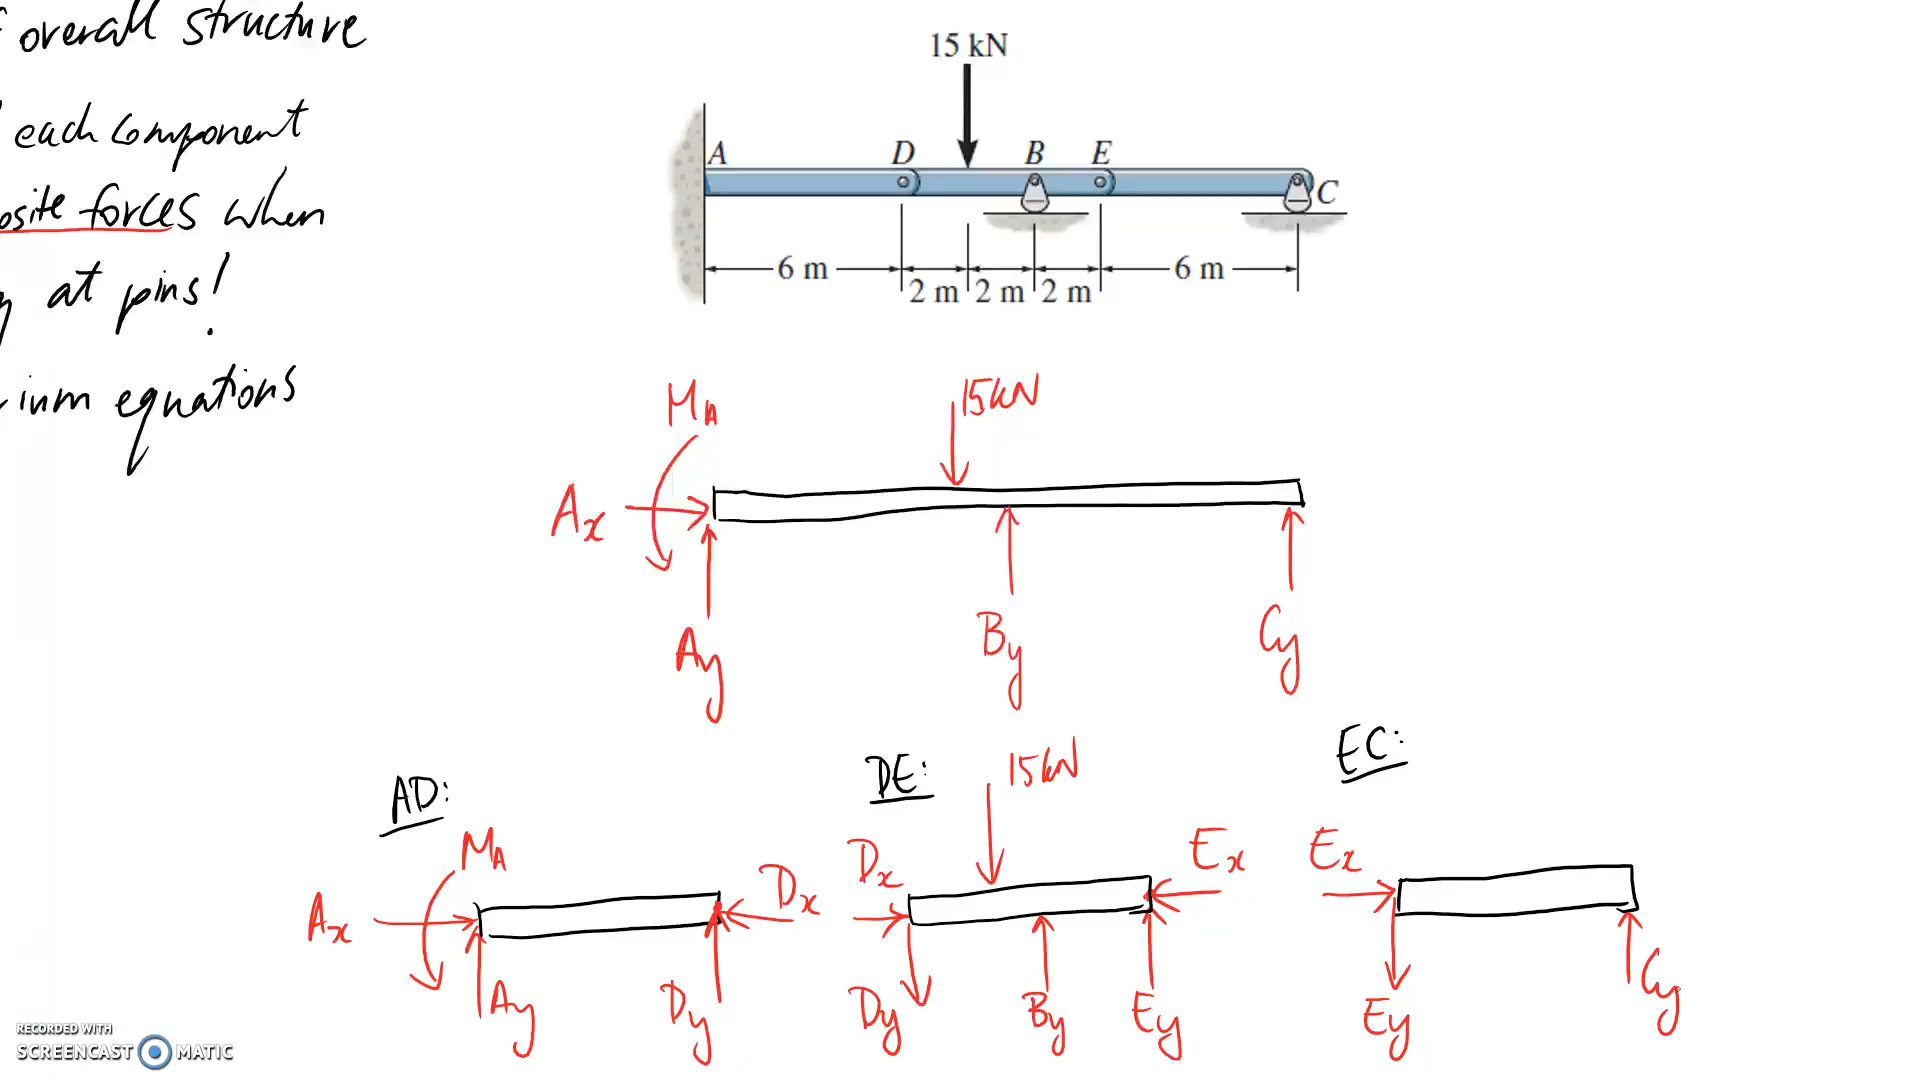 overall structure
each component
osite forces when
at pins!
equations
15 kN
A D B E
C
6 m 6 m
2 m 2 m 2 m
MA 15kN
Ax
Ay By Cy
AD: DE: 15kN EC:
MA
Ax Dx Dx Ex Ex
Ay Dy Dy By Ey Ey Cy
RECORDED WITH
SCREENCAST MATIC